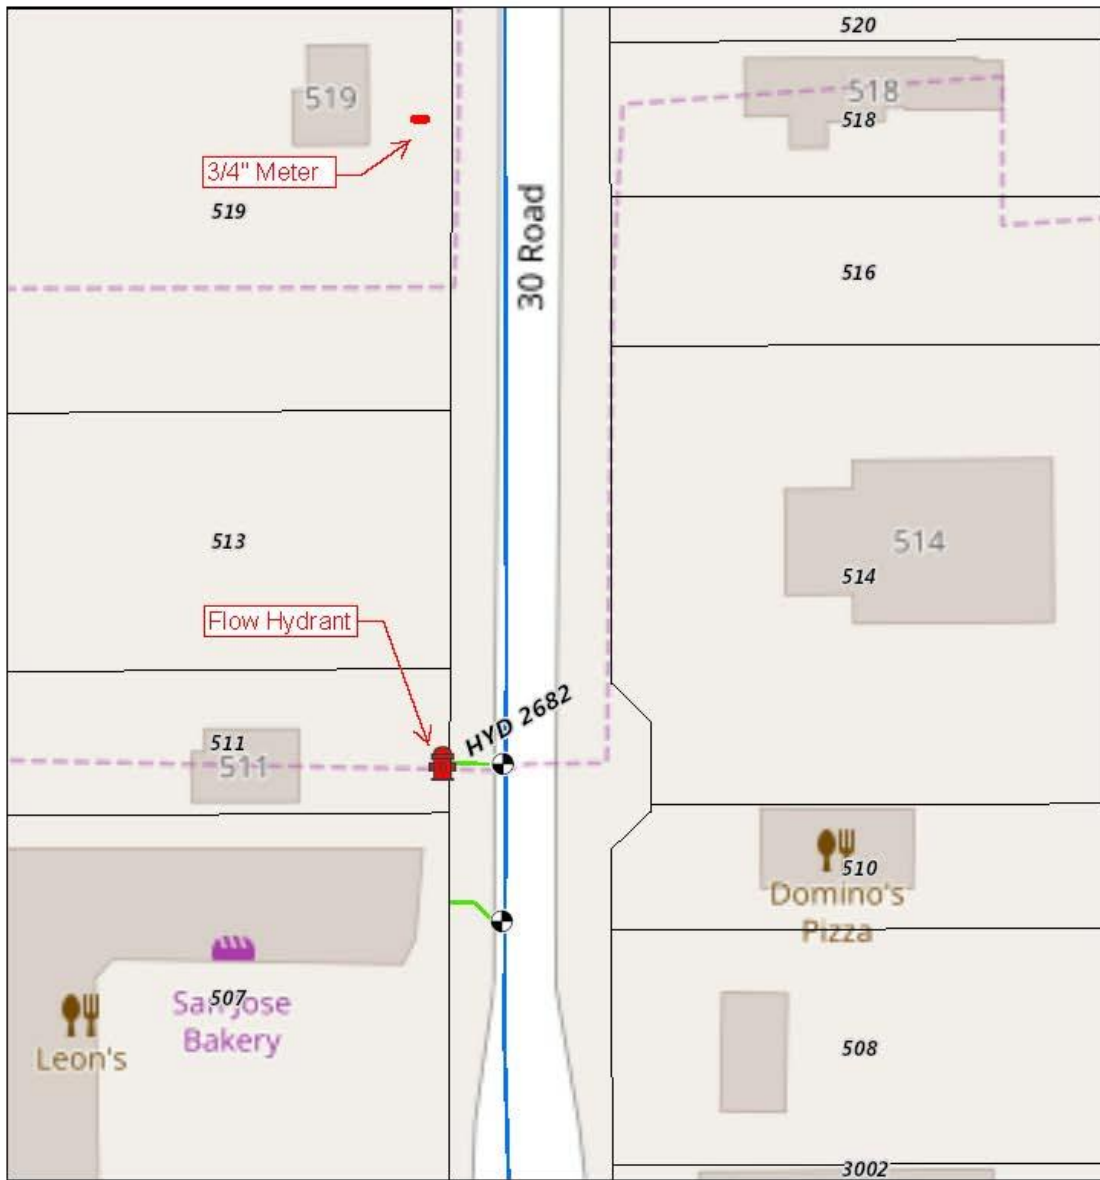 520
519
518
518
3/4" Meter
519
30 Road
516
513
514
514
Flow Hydrant
HYD 2682
511
511
510
Domino's
Pizza
507
San Jose
Bakery
Leon's
508
3002